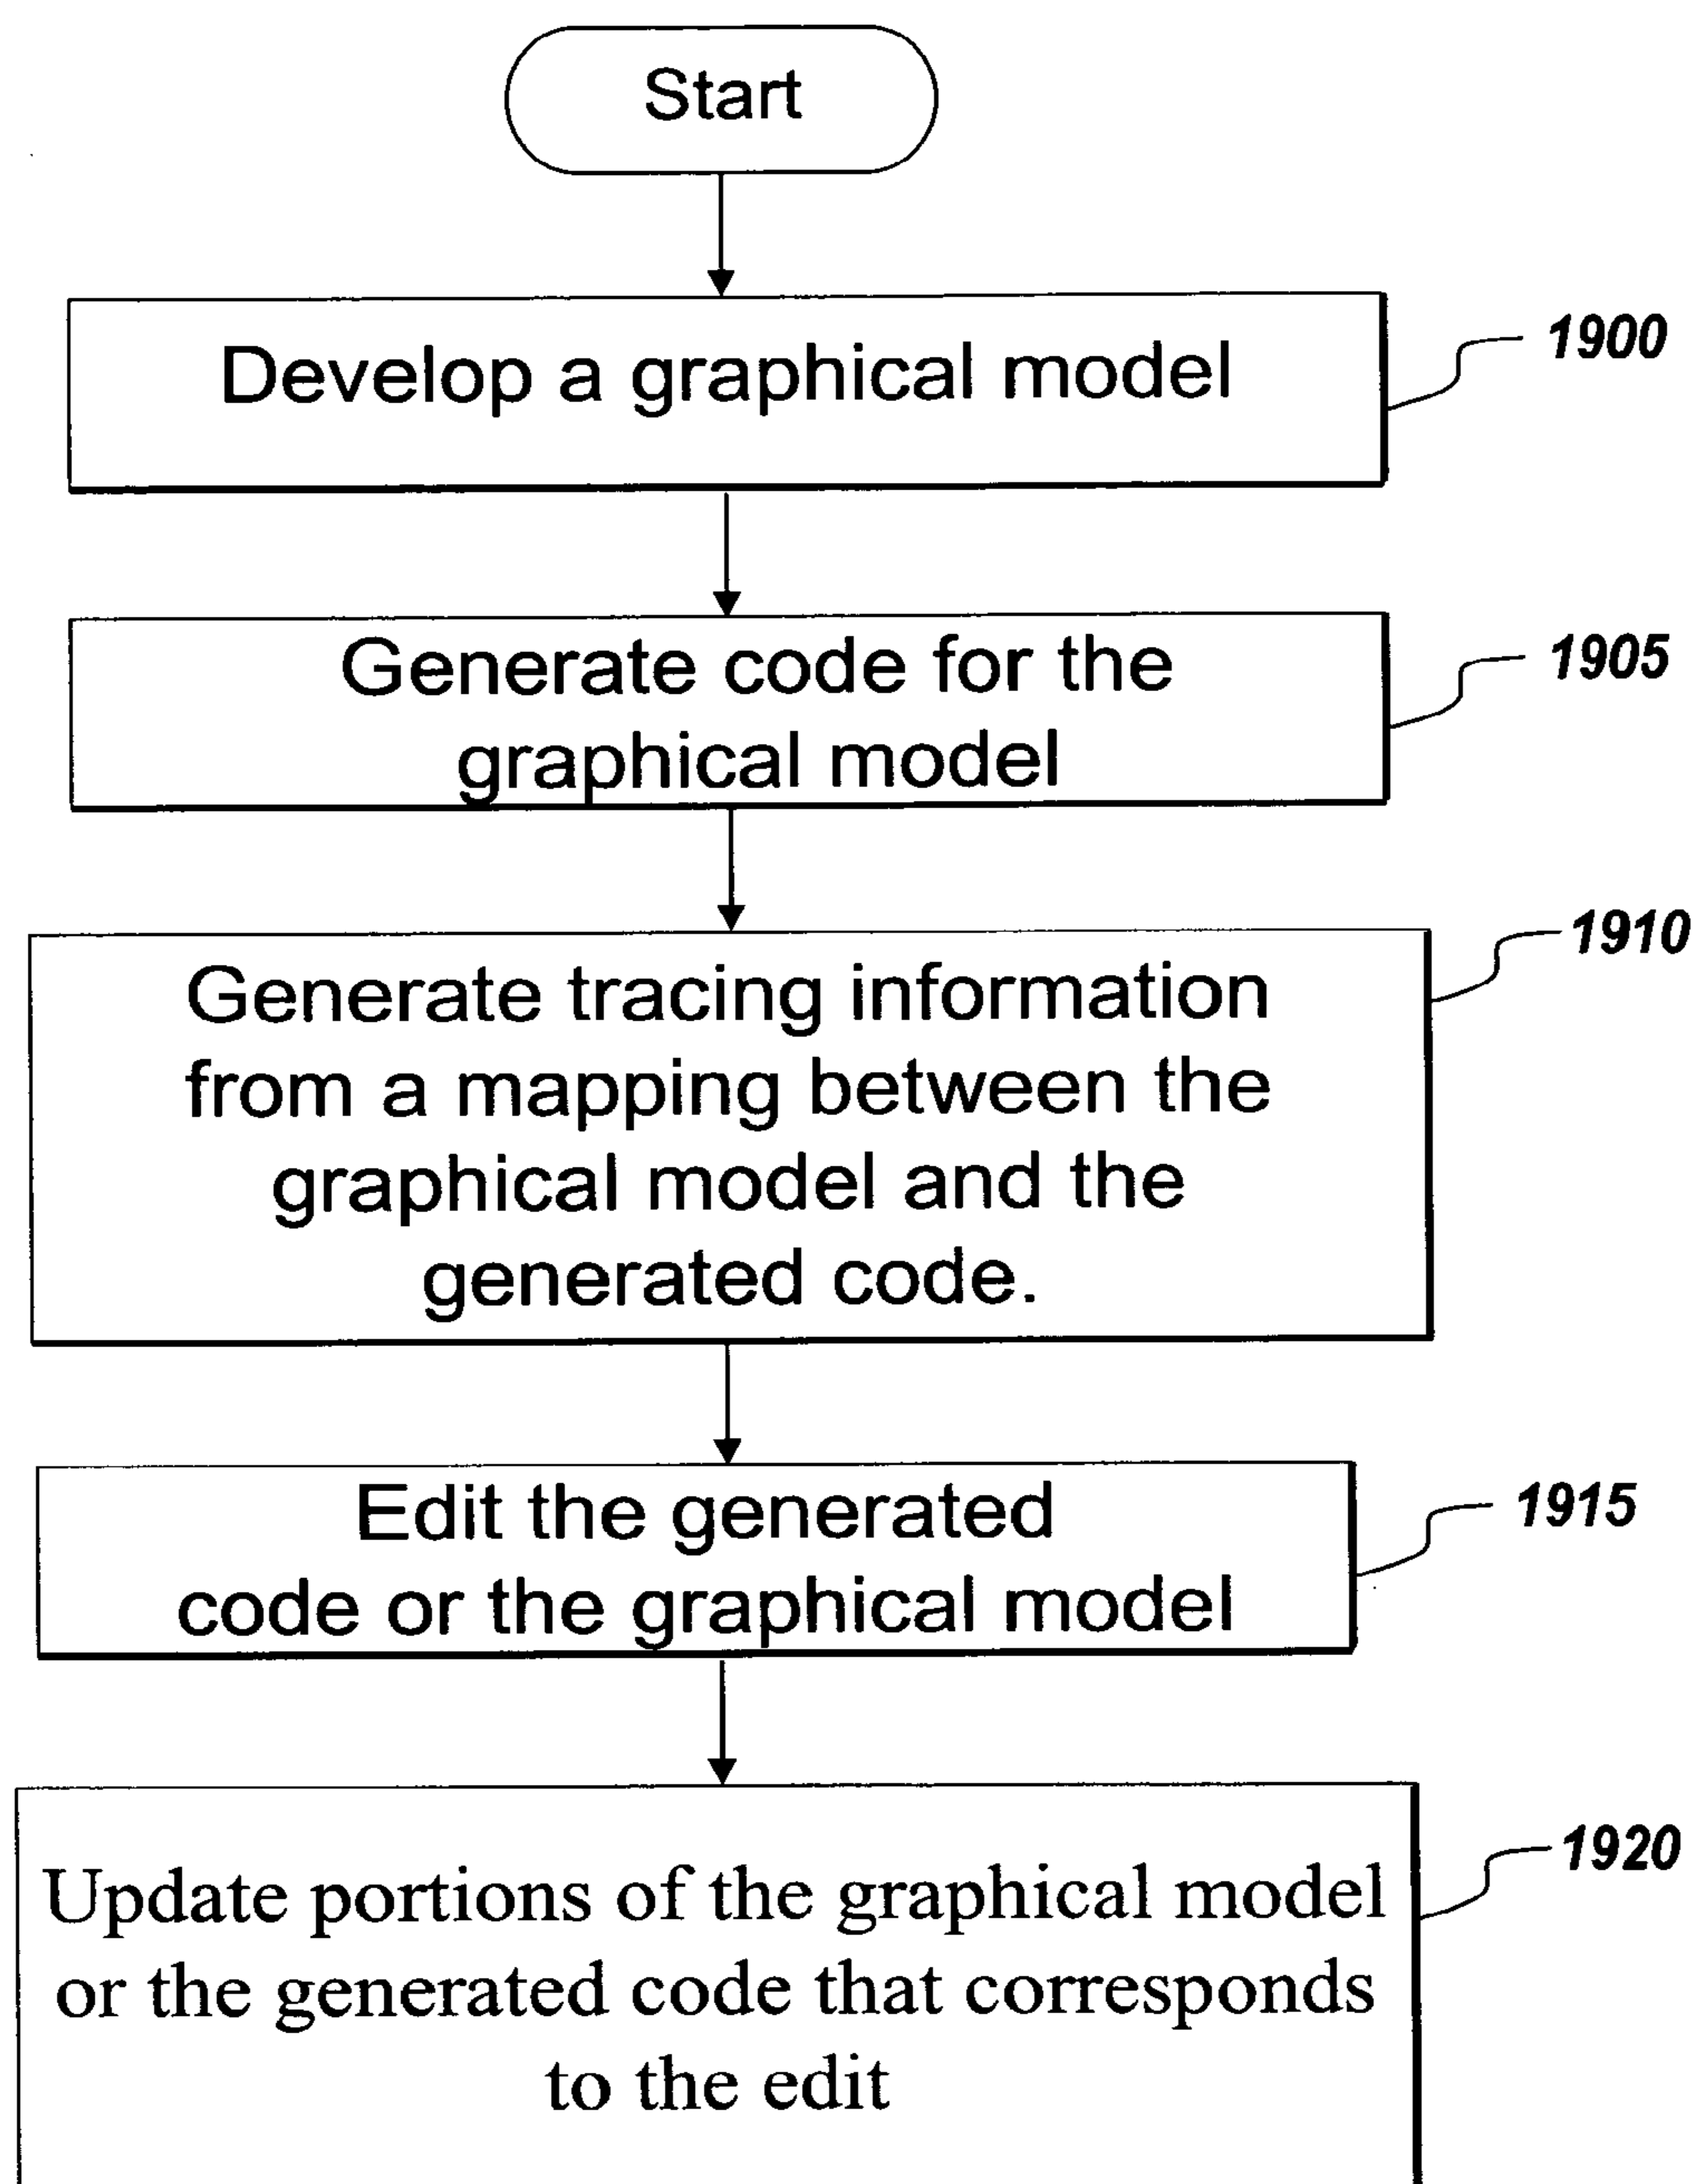 Start
Develop a graphical model
1900
Generate code for the
graphical model
1905
Generate tracing information
from a mapping between the
graphical model and the
generated code.
1910
Edit the generated
code or the graphical model
1915
Update portions of the graphical model
or the generated code that corresponds
to the edit
1920